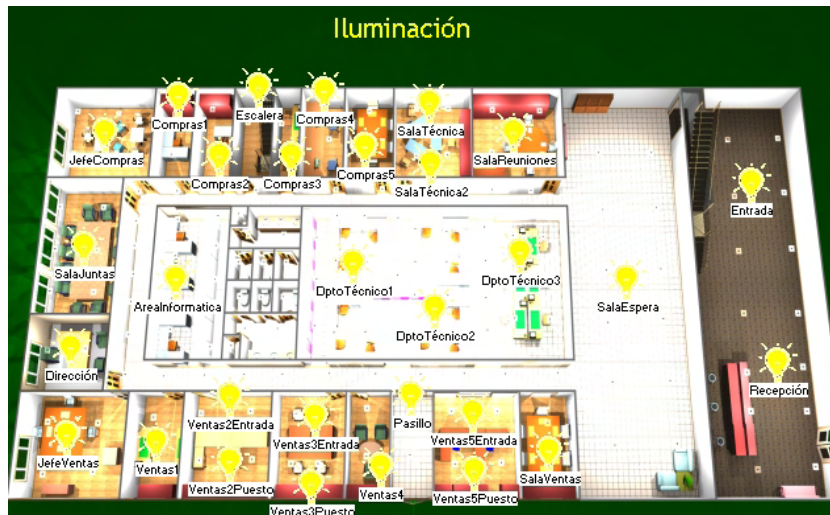 Iluminación
Compras1
Escalera
Compras4
SalaTécnica
JefeCompras
SalaReuniones
Compras2
Compras3
Compras5
SalaTécnica2
Entrada
SalaJuntas
AreaInformatica
DptoTécnico1
DptoTécnico3
SalaEspera
DptoTécnico2
Dirección
Recepción
Ventas2Entrada
Ventas3Entrada
Pasillo
Ventas5Entrada
JefeVentas
Ventas1
Ventas2Puesto
Ventas4
Ventas5Puesto
SalaVentas
Ventas3Puesto